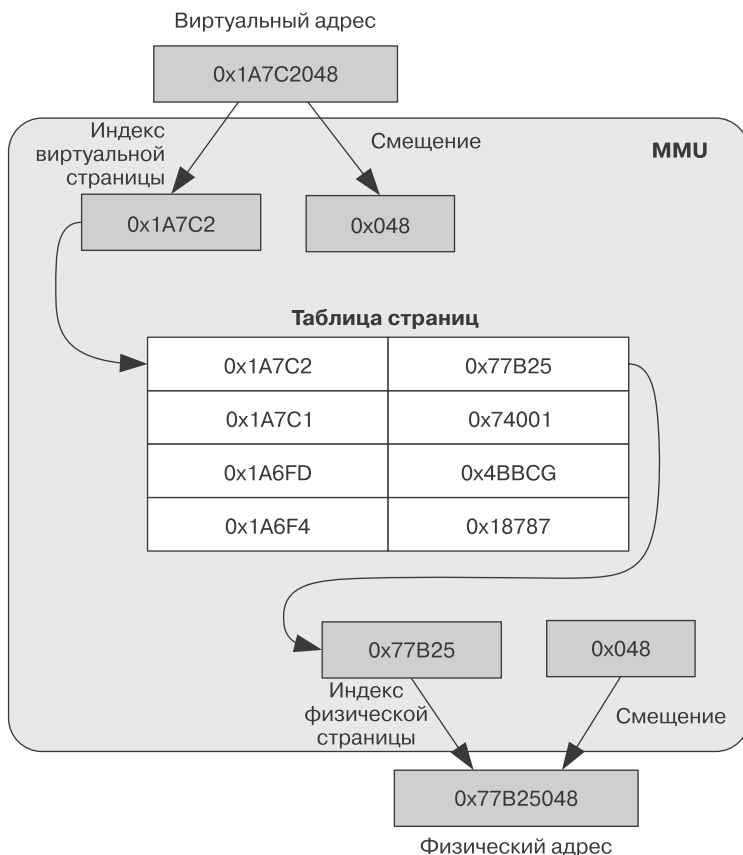 Виртуальный адрес
0x1A7C2048
Индекс
виртуальной
страницы
Смещение
MMU
0x1A7C2
0x048
Таблица страниц
0x1A7C2 0x77B25
0x1A7C1 0x74001
0x1A6FD 0x4BBCG
0x1A6F4 0x18787
0x77B25
0x048
Индекс
физической
страницы
Смещение
0x77B25048
Физический адрес